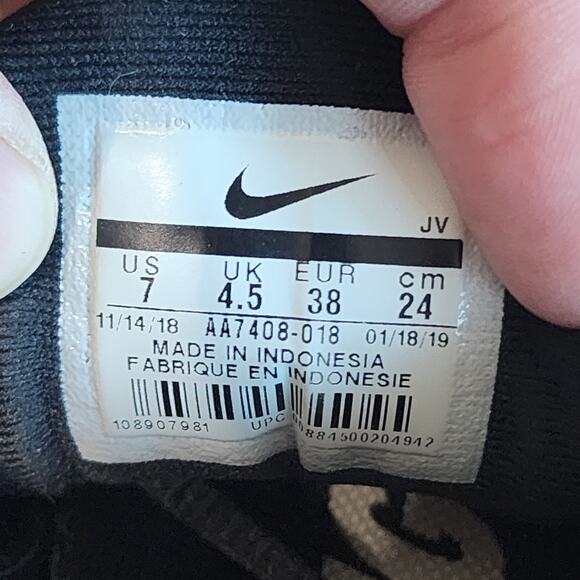 JV
US UK EUR cm
7 4.5 38 24
11/14/18 AA7408-018 01/18/19
MADE IN INDONESIA
FABRIQUE EN INDONESIE
108907981 UPC 00884500204942